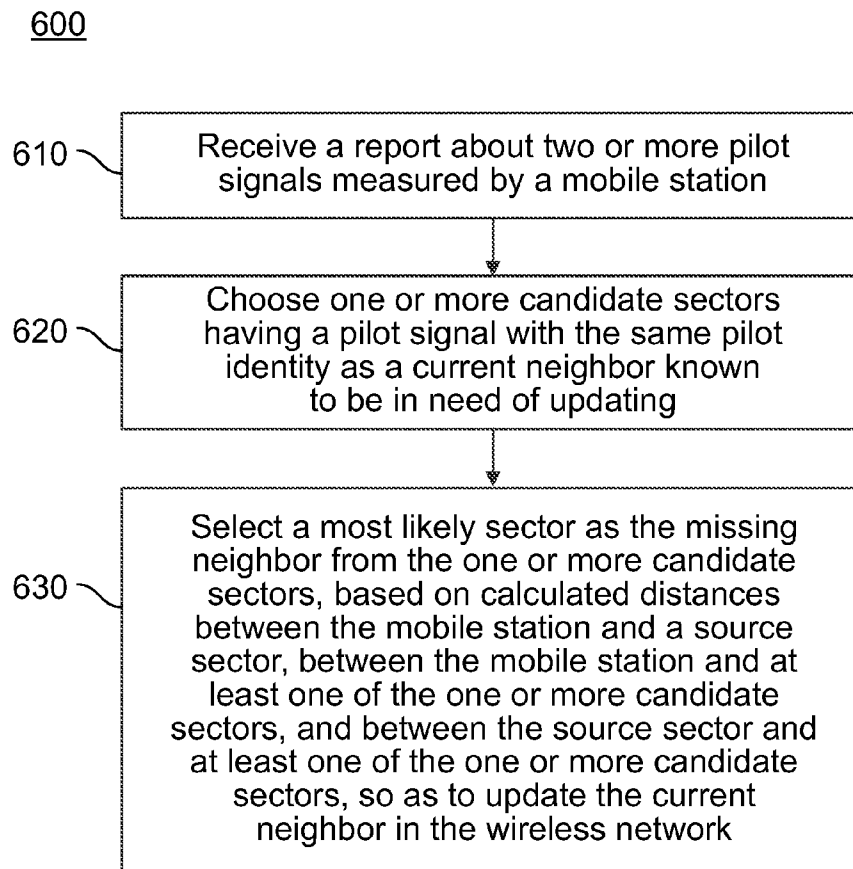 600
610
Receive a report about two or more pilot
signals measured by a mobile station
620
Choose one or more candidate sectors
having a pilot signal with the same pilot
identity as a current neighbor known
to be in need of updating
630
Select a most likely sector as the missing
neighbor from the one or more candidate
sectors, based on calculated distances
between the mobile station and a source
sector, between the mobile station and at
least one of the one or more candidate
sectors, and between the source sector and
at least one of the one or more candidate
sectors, so as to update the current
neighbor in the wireless network